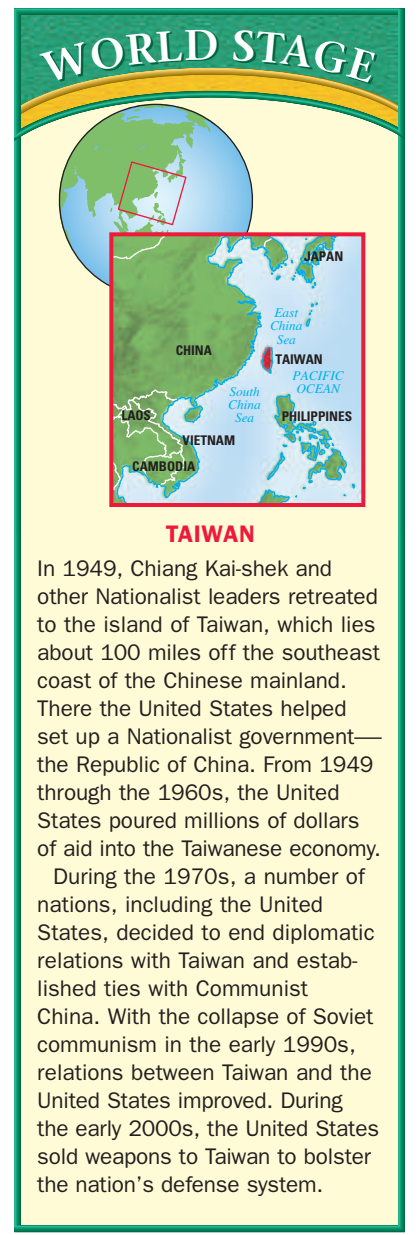 WORLD STAGE
JAPAN
East
China
Sea
CHINA
TAIWAN
PACIFIC
OCEAN
South
China
Sea
LAOS
PHILIPPINES
VIETNAM
CAMBODIA
TAIWAN
In 1949, Chiang Kai-shek and
other Nationalist leaders retreated
to the island of Taiwan, which lies
about 100 miles off the southeast
coast of the Chinese mainland.
There the United States helped
set up a Nationalist government—
the Republic of China. From 1949
through the 1960s, the United
States poured millions of dollars
of aid into the Taiwanese economy.
During the 1970s, a number of
nations, including the United
States, decided to end diplomatic
relations with Taiwan and estab-
lished ties with Communist
China. With the collapse of Soviet
communism in the early 1990s,
relations between Taiwan and the
United States improved. During
the early 2000s, the United States
sold weapons to Taiwan to bolster
the nation's defense system.